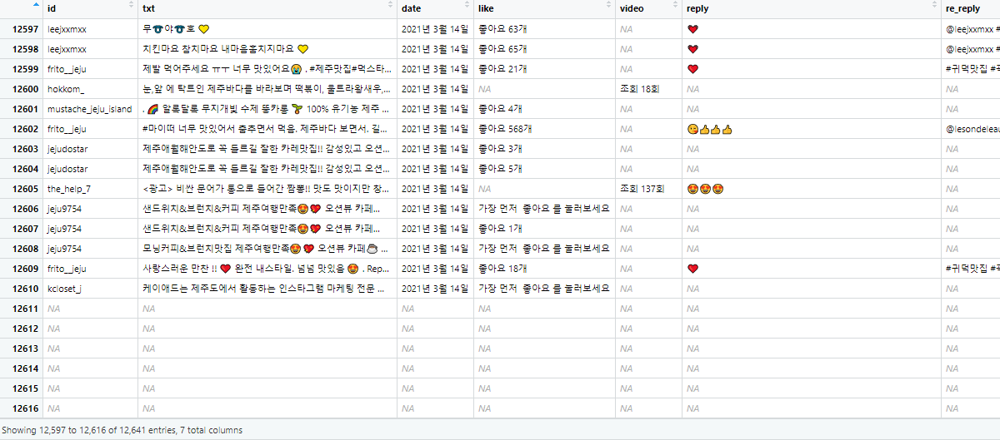 id txt date like video reply re_reply
12597 leejxxmxx 무➰야➰호 💛 2021년 3월 14일 좋아요 63개 NA ❤ @leejxxmxx #
12598 leejxxmxx 치킨마요 참치마요 내마음훔치지마요 💛 2021년 3월 14일 좋아요 65개 NA ❤ @leejxxmxx #
12599 frito__jeju 제발 먹어주세요 ㅠㅜ 너무 맛있어요😭 . #제주맛집#먹스타... 2021년 3월 14일 좋아요 21개 NA ❤ #귀덕맛집 #곽
12600 hokkom_ 눈,앞 에 탁트인 제주바다를 바라보며 떡볶이, 울트라왕새우,... 2021년 3월 14일 NA 조회 18회 NA NA
12601 mustache_jeju_island . 🌈 알록달록 무지개빛 수제 뚱카롱 🌱 100% 유기농 제주 ... 2021년 3월 14일 좋아요 4개 NA NA NA
12602 frito__jeju #마이떠 너무 맛있어서 춤추면서 먹음. 제주바다 보면서. 길... 2021년 3월 14일 좋아요 568개 NA 😘👍👍👍 @lesondeleau
12603 jejudostar 제주애월해안도로 꼭 들르길 잘한 카레맛집!! 감성있고 오션... 2021년 3월 14일 좋아요 3개 NA NA NA
12604 jejudostar 제주애월해안도로 꼭 들르길 잘한 카레맛집!! 감성있고 오션... 2021년 3월 14일 좋아요 5개 NA NA NA
12605 the_help_7 <광고> 비싼 문어가 통으로 들어간 짬뽕!! 맛도 맛이지만 창... 2021년 3월 14일 NA 조회 137회 😍😍😍 NA
12606 jeju9754 샌드위치&브런치&커피 제주여행만족😍💖 오션뷰 카페... 2021년 3월 14일 가장 먼저 좋아요 를 눌러보세요 NA NA NA
12607 jeju9754 샌드위치&브런치&커피 제주여행만족😍💖 오션뷰 카페... 2021년 3월 14일 좋아요 1개 NA NA NA
12608 jeju9754 모닝커피&브런치맛집 제주여행만족😍💖 오션뷰 카페☕ ... 2021년 3월 14일 가장 먼저 좋아요 를 눌러보세요 NA NA NA
12609 frito__jeju 사랑스러운 만찬 !! ❤ 완전 내스타일. 넘넘 맛있음 😍 . Rep... 2021년 3월 14일 좋아요 18개 NA ❤ #귀덕맛집 #곽
12610 kcloset_j 케이애드는 제주도에서 활동하는 인스타그램 마케팅 전문 ... 2021년 3월 14일 가장 먼저 좋아요 를 눌러보세요 NA NA NA
12611 NA NA NA NA NA NA NA
12612 NA NA NA NA NA NA NA
12613 NA NA NA NA NA NA NA
12614 NA NA NA NA NA NA NA
12615 NA NA NA NA NA NA NA
12616 NA NA NA NA NA NA NA
Showing 12,597 to 12,616 of 12,641 entries, 7 total columns